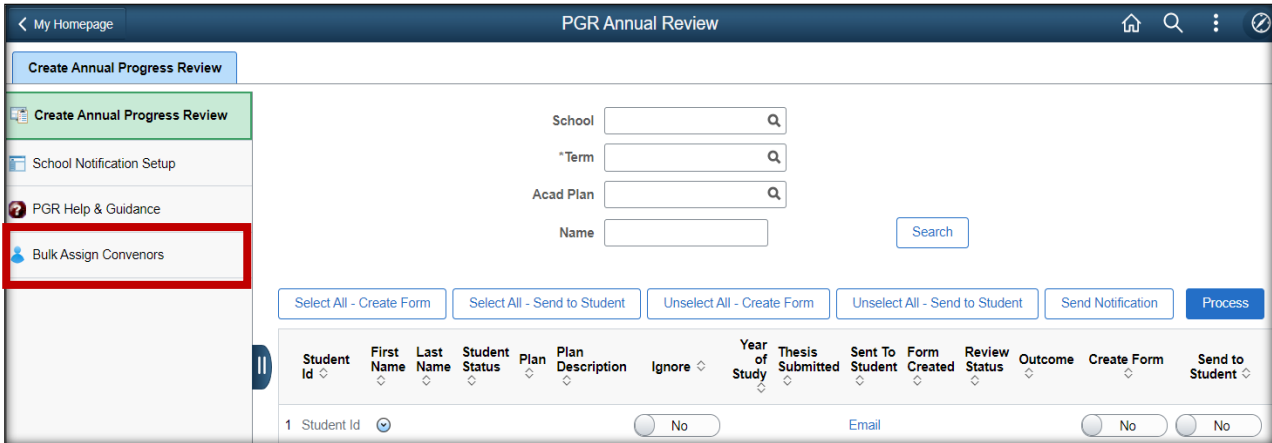 My Homepage
PGR Annual Review
Create Annual Progress Review
Create Annual Progress Review
School Notification Setup
PGR Help & Guidance
Bulk Assign Convenors
School
*Term
Acad Plan
Name
Search
Select All - Create Form
Select All - Send to Student
Unselect All - Create Form
Unselect All - Send to Student
Send Notification
Process
Student Id
First Name
Last Name
Student Status
Plan
Plan Description
Ignore
Year of Study
Thesis Submitted
Sent To Student
Form Created
Review Status
Outcome
Create Form
Send to Student
1 Student Id No Email No No